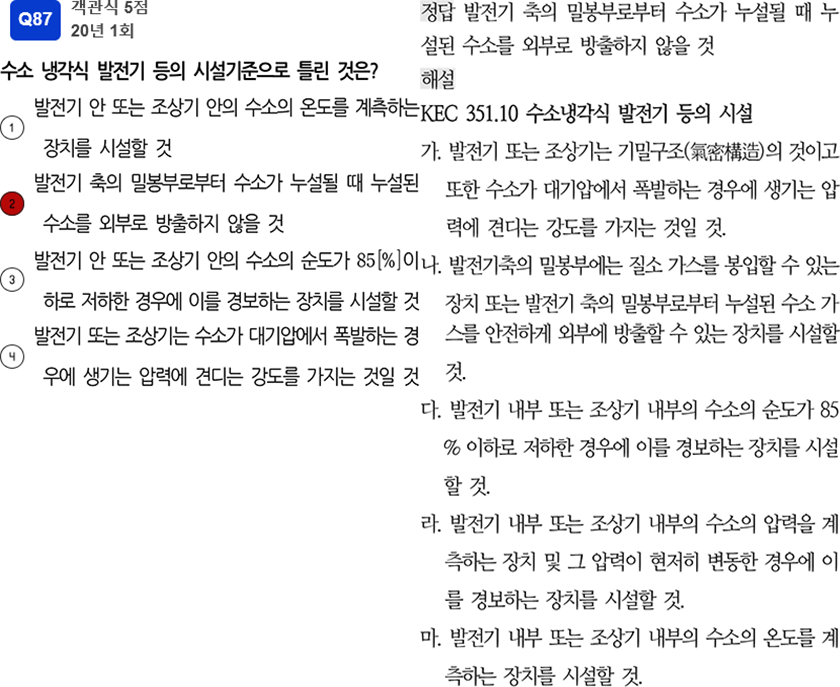 Q87
객관식 5점
20년 1회
수소 냉각식 발전기 등의 시설기준으로 틀린 것은?
1 발전기 안 또는 조상기 안의 수소의 온도를 계측하는
장치를 시설할 것
2 발전기 축의 밀봉부로부터 수소가 누설될 때 누설된
수소를 외부로 방출하지 않을 것
3 발전기 안 또는 조상기 안의 수소의 순도가 85[%]이
하로 저하한 경우에 이를 경보하는 장치를 시설할 것
4 발전기 또는 조상기는 수소가 대기압에서 폭발하는 경
우에 생기는 압력에 견디는 강도를 가지는 것일 것
정답 발전기 축의 밀봉부로부터 수소가 누설될 때 누
설된 수소를 외부로 방출하지 않을 것
해설
KEC 351.10 수소냉각식 발전기 등의 시설
가. 발전기 또는 조상기는 기밀구조(氣密構造)의 것이고
또한 수소가 대기압에서 폭발하는 경우에 생기는 압
력에 견디는 강도를 가지는 것일 것.
나. 발전기축의 밀봉부에는 질소 가스를 봉입할 수 있는
장치 또는 발전기 축의 밀봉부로부터 누설된 수소 가
스를 안전하게 외부에 방출할 수 있는 장치를 시설할
것.
다. 발전기 내부 또는 조상기 내부의 수소의 순도가 85
% 이하로 저하한 경우에 이를 경보하는 장치를 시설
할 것.
라. 발전기 내부 또는 조상기 내부의 수소의 압력을 계
측하는 장치 및 그 압력이 현저히 변동한 경우에 이
를 경보하는 장치를 시설할 것.
마. 발전기 내부 또는 조상기 내부의 수소의 온도를 계
측하는 장치를 시설할 것.